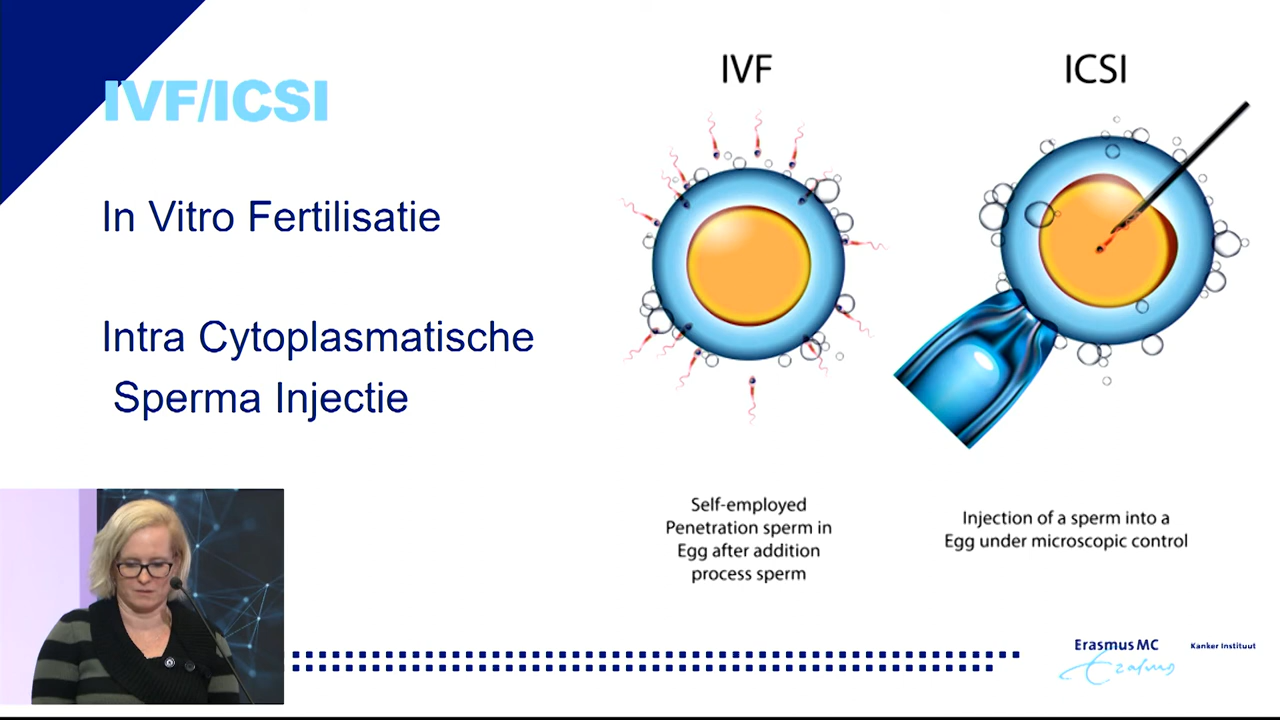 IVF/ICSI
In Vitro Fertilisatie
Intra Cytoplasmatische
Sperma Injectie
IVF
ICSI
Self-employed
Penetration sperm in
Egg after addition
process sperm
Injection of a sperm into a
Egg under microscopic control
Erasmus MC
Erasmus
Kanker Instituut